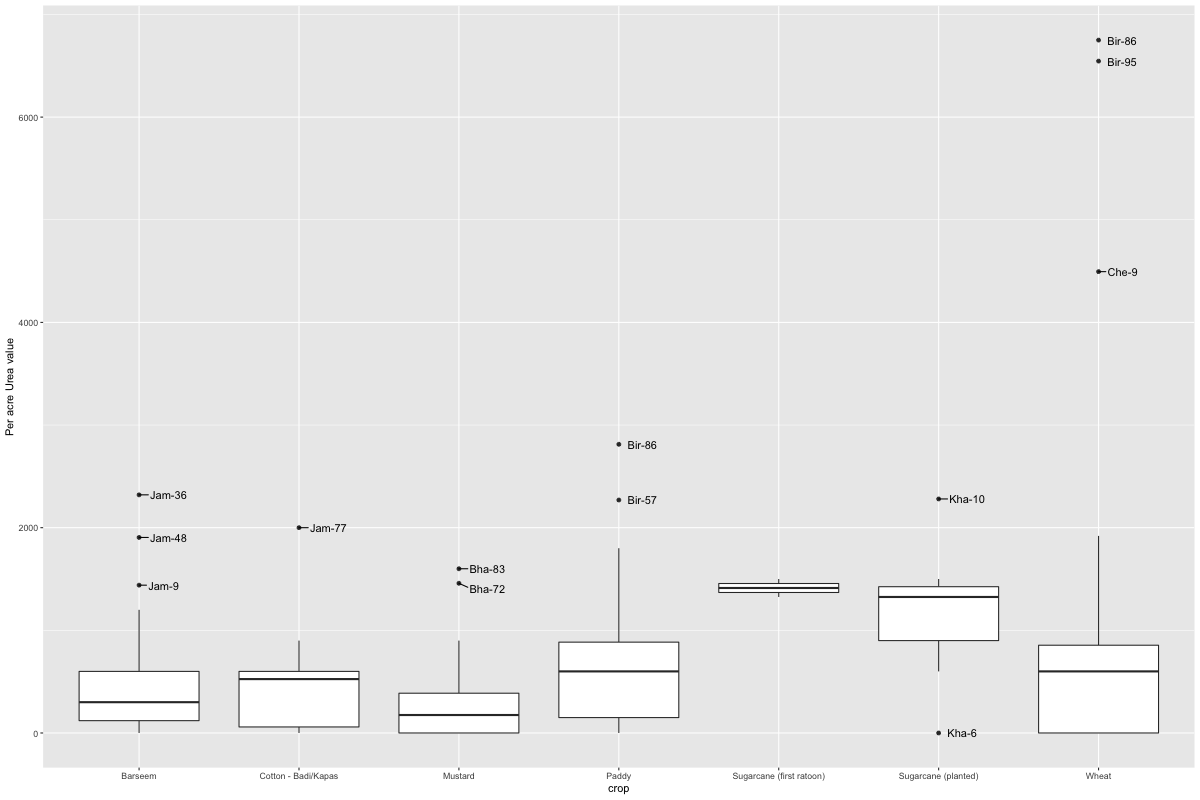 Bir-86
Bir-95
6000
Che-9
4000
Per acre Urea value
Bir-86
Jam-36
Bir-57
Kha-10
2000
Jam-77
Jam-48
Bha-83
Jam-9
Bha-72
0
Kha-6
Barseem
Cotton - Badi/Kapas
Mustard
Paddy
Sugarcane (first ratoon)
Sugarcane (planted)
Wheat
crop